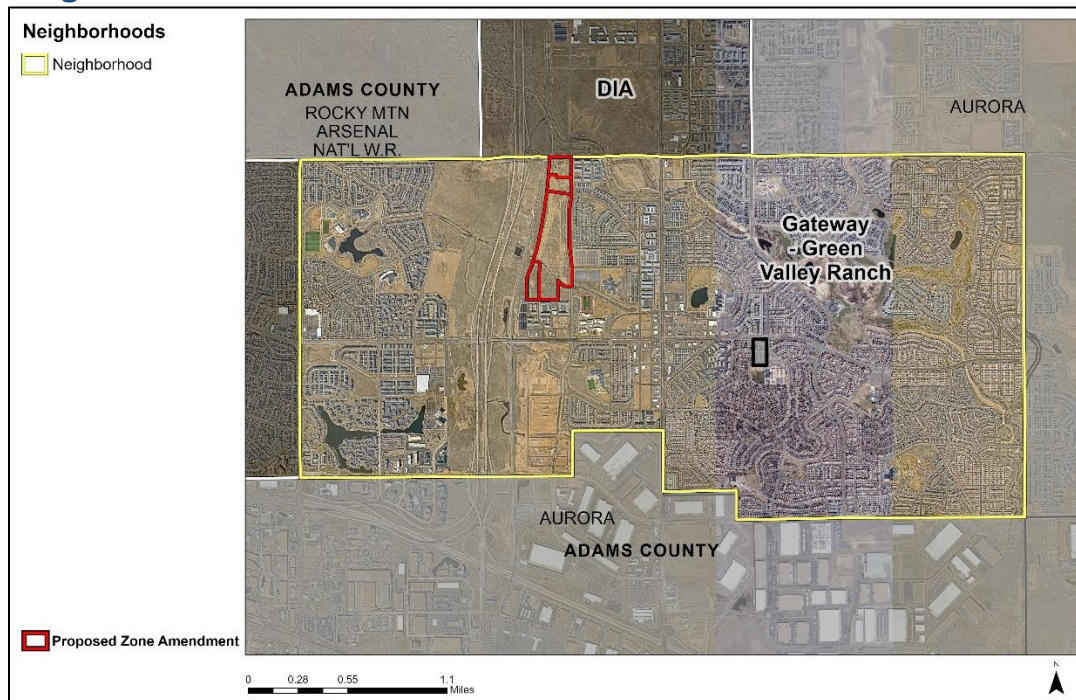 Neighborhoods
Neighborhood
ADAMS COUNTY
ROCKY MTN
ARSENAL
NAT'L W.R.
DIA
AURORA
Gateway
- Green
Valley Ranch
AURORA
ADAMS COUNTY
Proposed Zone Amendment
0 0.28 0.55 1.1
Miles
N